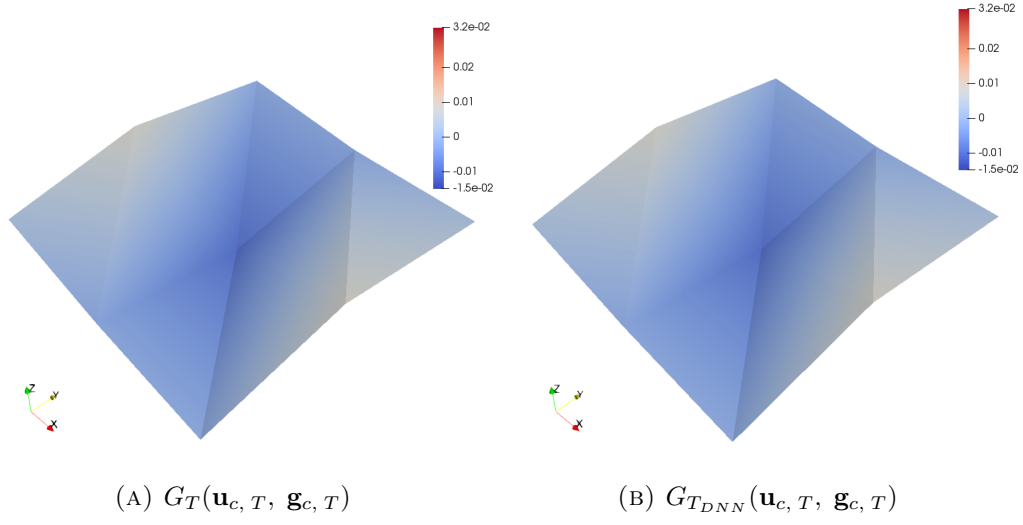 3.2e-02
0.02
0.01
0
-0.01
-1.5e-02
Z
Y
X
(A) G_T(u_{c, T}, g_{c, T})
3.2e-02
0.02
0.01
0
-0.01
-1.5e-02
Z
Y
X
(B) G_{T_{DNN}}(u_{c, T}, g_{c, T})